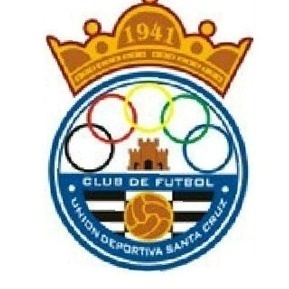 1941
CLUB DE FUTBOL
UNION DEPORTIVA SANTA CRUZ